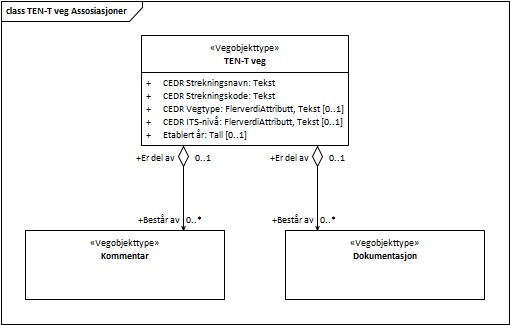 class TEN-T veg Assosiasjoner
«Vegobjekttype»
TEN-T veg
+ CEDR Strekningsnavn: Tekst
+ CEDR Strekningskode: Tekst
+ CEDR Vegtype: FlerverdiAttributt, Tekst [0..1]
+ CEDR ITS-nivå: FlerverdiAttributt, Tekst [0..1]
+ Etablert år: Tall [0..1]
+Er del av 0..1 +Er del av 0..1
+Består av 0..* +Består av 0..*
«Vegobjekttype» «Vegobjekttype»
Kommentar Dokumentasjon